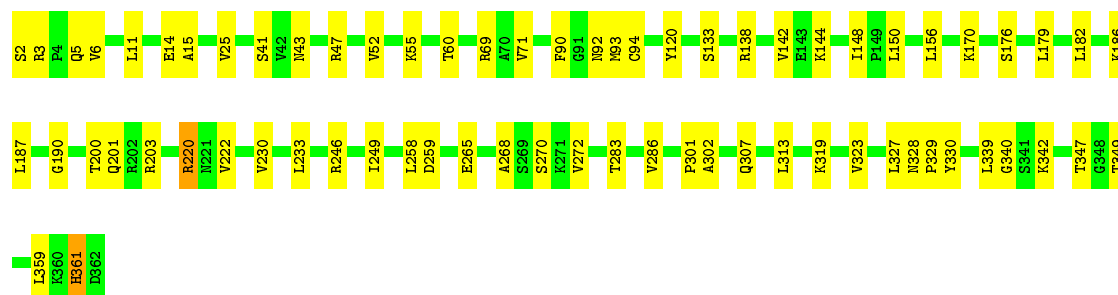 S2 R3 P4 Q5 V6 L11 E14 A15 V25 S41 V42 N43 R47 V52 K55 T60 R69 A70 V71 F90 G91 N92 M93 C94 Y120 S133 R138 V142 E143 K144 I148 P149 L150 L156 K170 S176 L179 L182 K186
L187 G190 T200 Q201 R202 R203 R220 N221 V222 V230 L233 R246 I249 L258 D259 E265 A268 S269 S270 K271 V272 T283 V286 P301 A302 Q307 L313 K319 V323 L327 N328 P329 Y330 L339 G340 S341 K342 T347 G348 T349
L359 K360 H361 D362